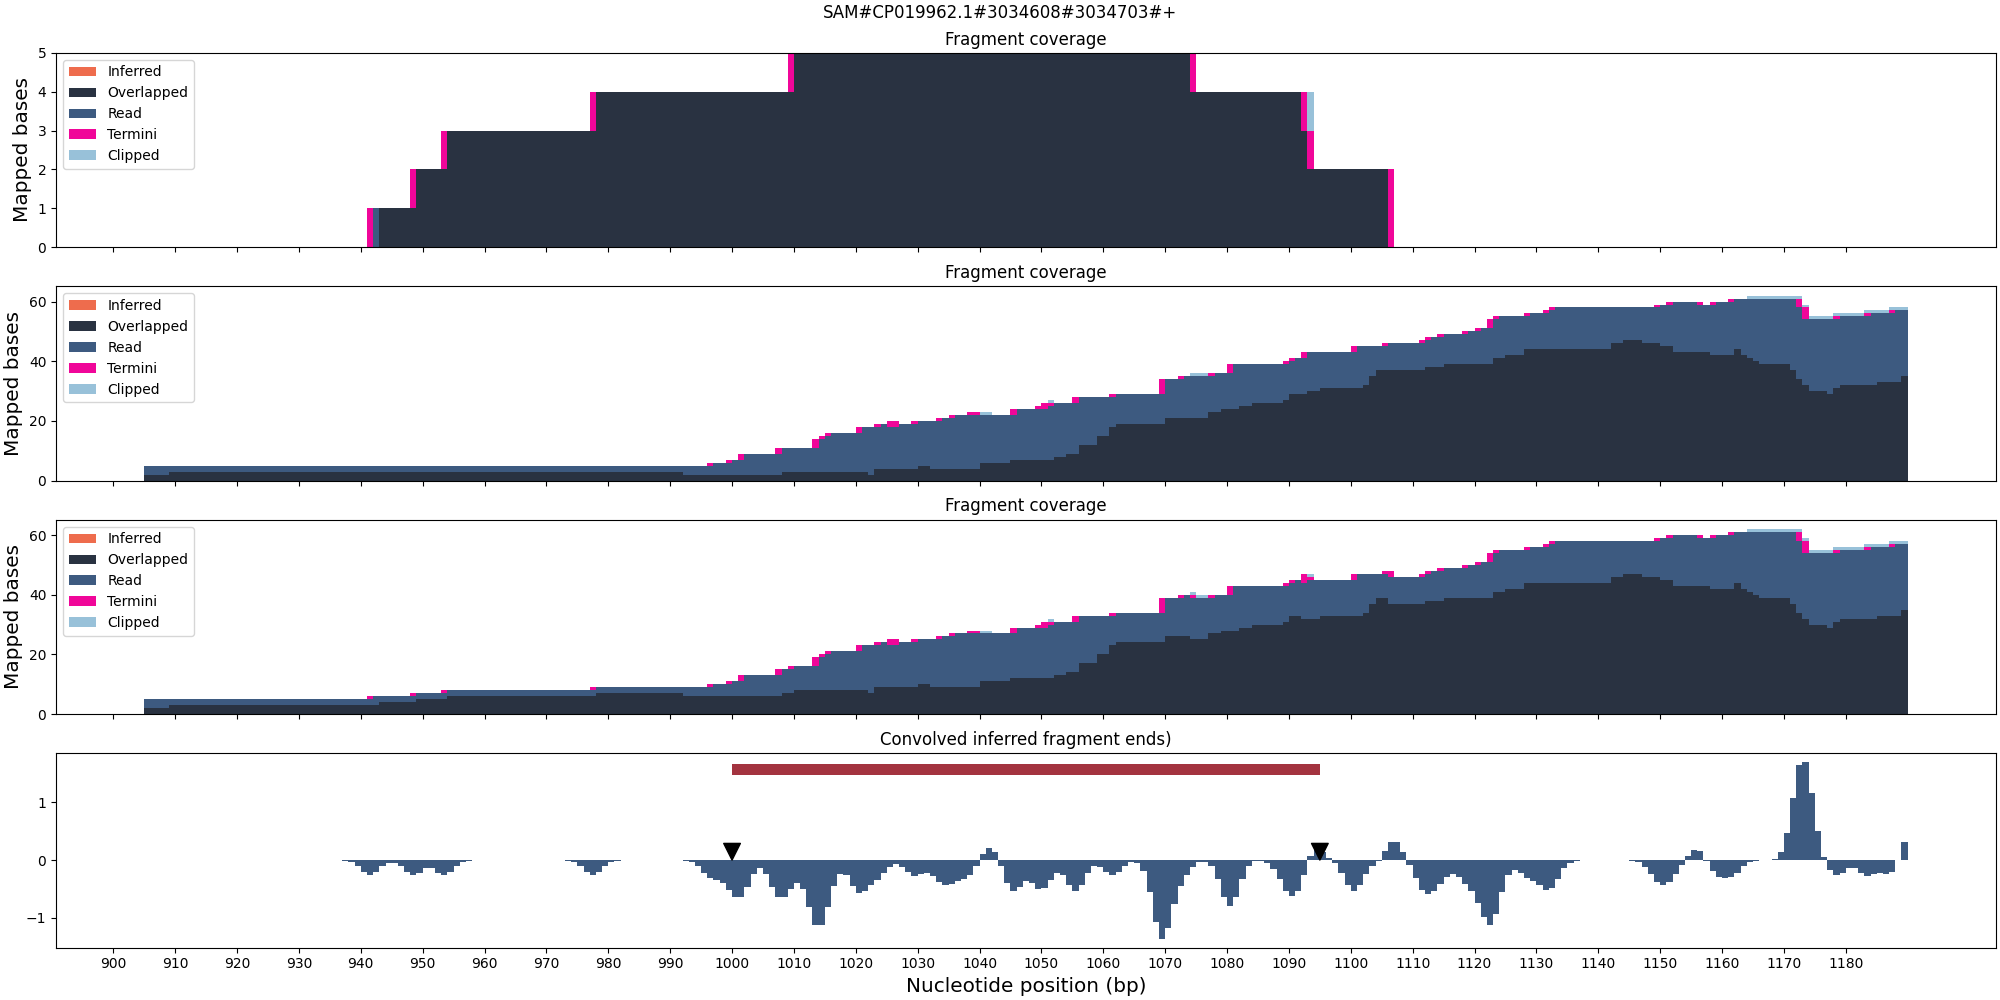 SAM#CP019962.1#3034608#3034703#+
Fragment coverage
Mapped bases
5
4
3
2
1
0
Inferred
Overlapped
Read
Termini
Clipped
Fragment coverage
Mapped bases
60
40
20
0
Inferred
Overlapped
Read
Termini
Clipped
Fragment coverage
Mapped bases
60
40
20
0
Inferred
Overlapped
Read
Termini
Clipped
Convolved inferred fragment ends)
1
0
−1
900 910 920 930 940 950 960 970 980 990 1000 1010 1020 1030 1040 1050 1060 1070 1080 1090 1100 1110 1120 1130 1140 1150 1160 1170 1180
Nucleotide position (bp)